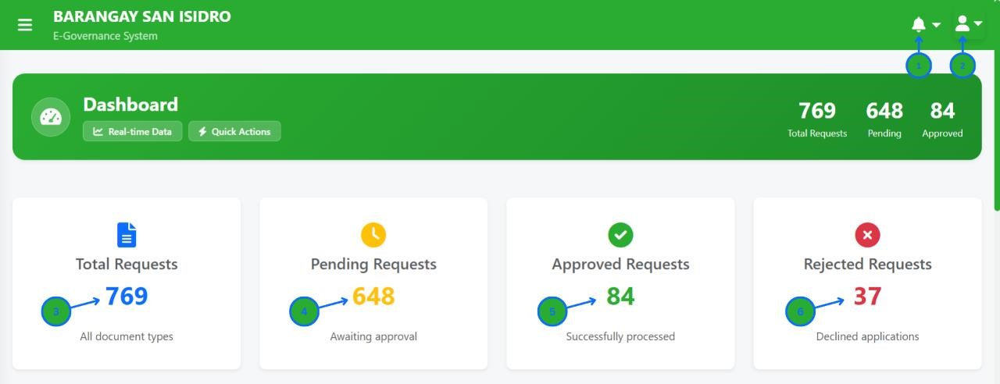 BARANGAY SAN ISIDRO
E-Governance System
1
2
Dashboard
Real-time Data
Quick Actions
769
648
84
Total Requests
Pending
Approved
Total Requests
Pending Requests
Approved Requests
Rejected Requests
3
769
4
648
5
84
6
37
All document types
Awaiting approval
Successfully processed
Declined applications